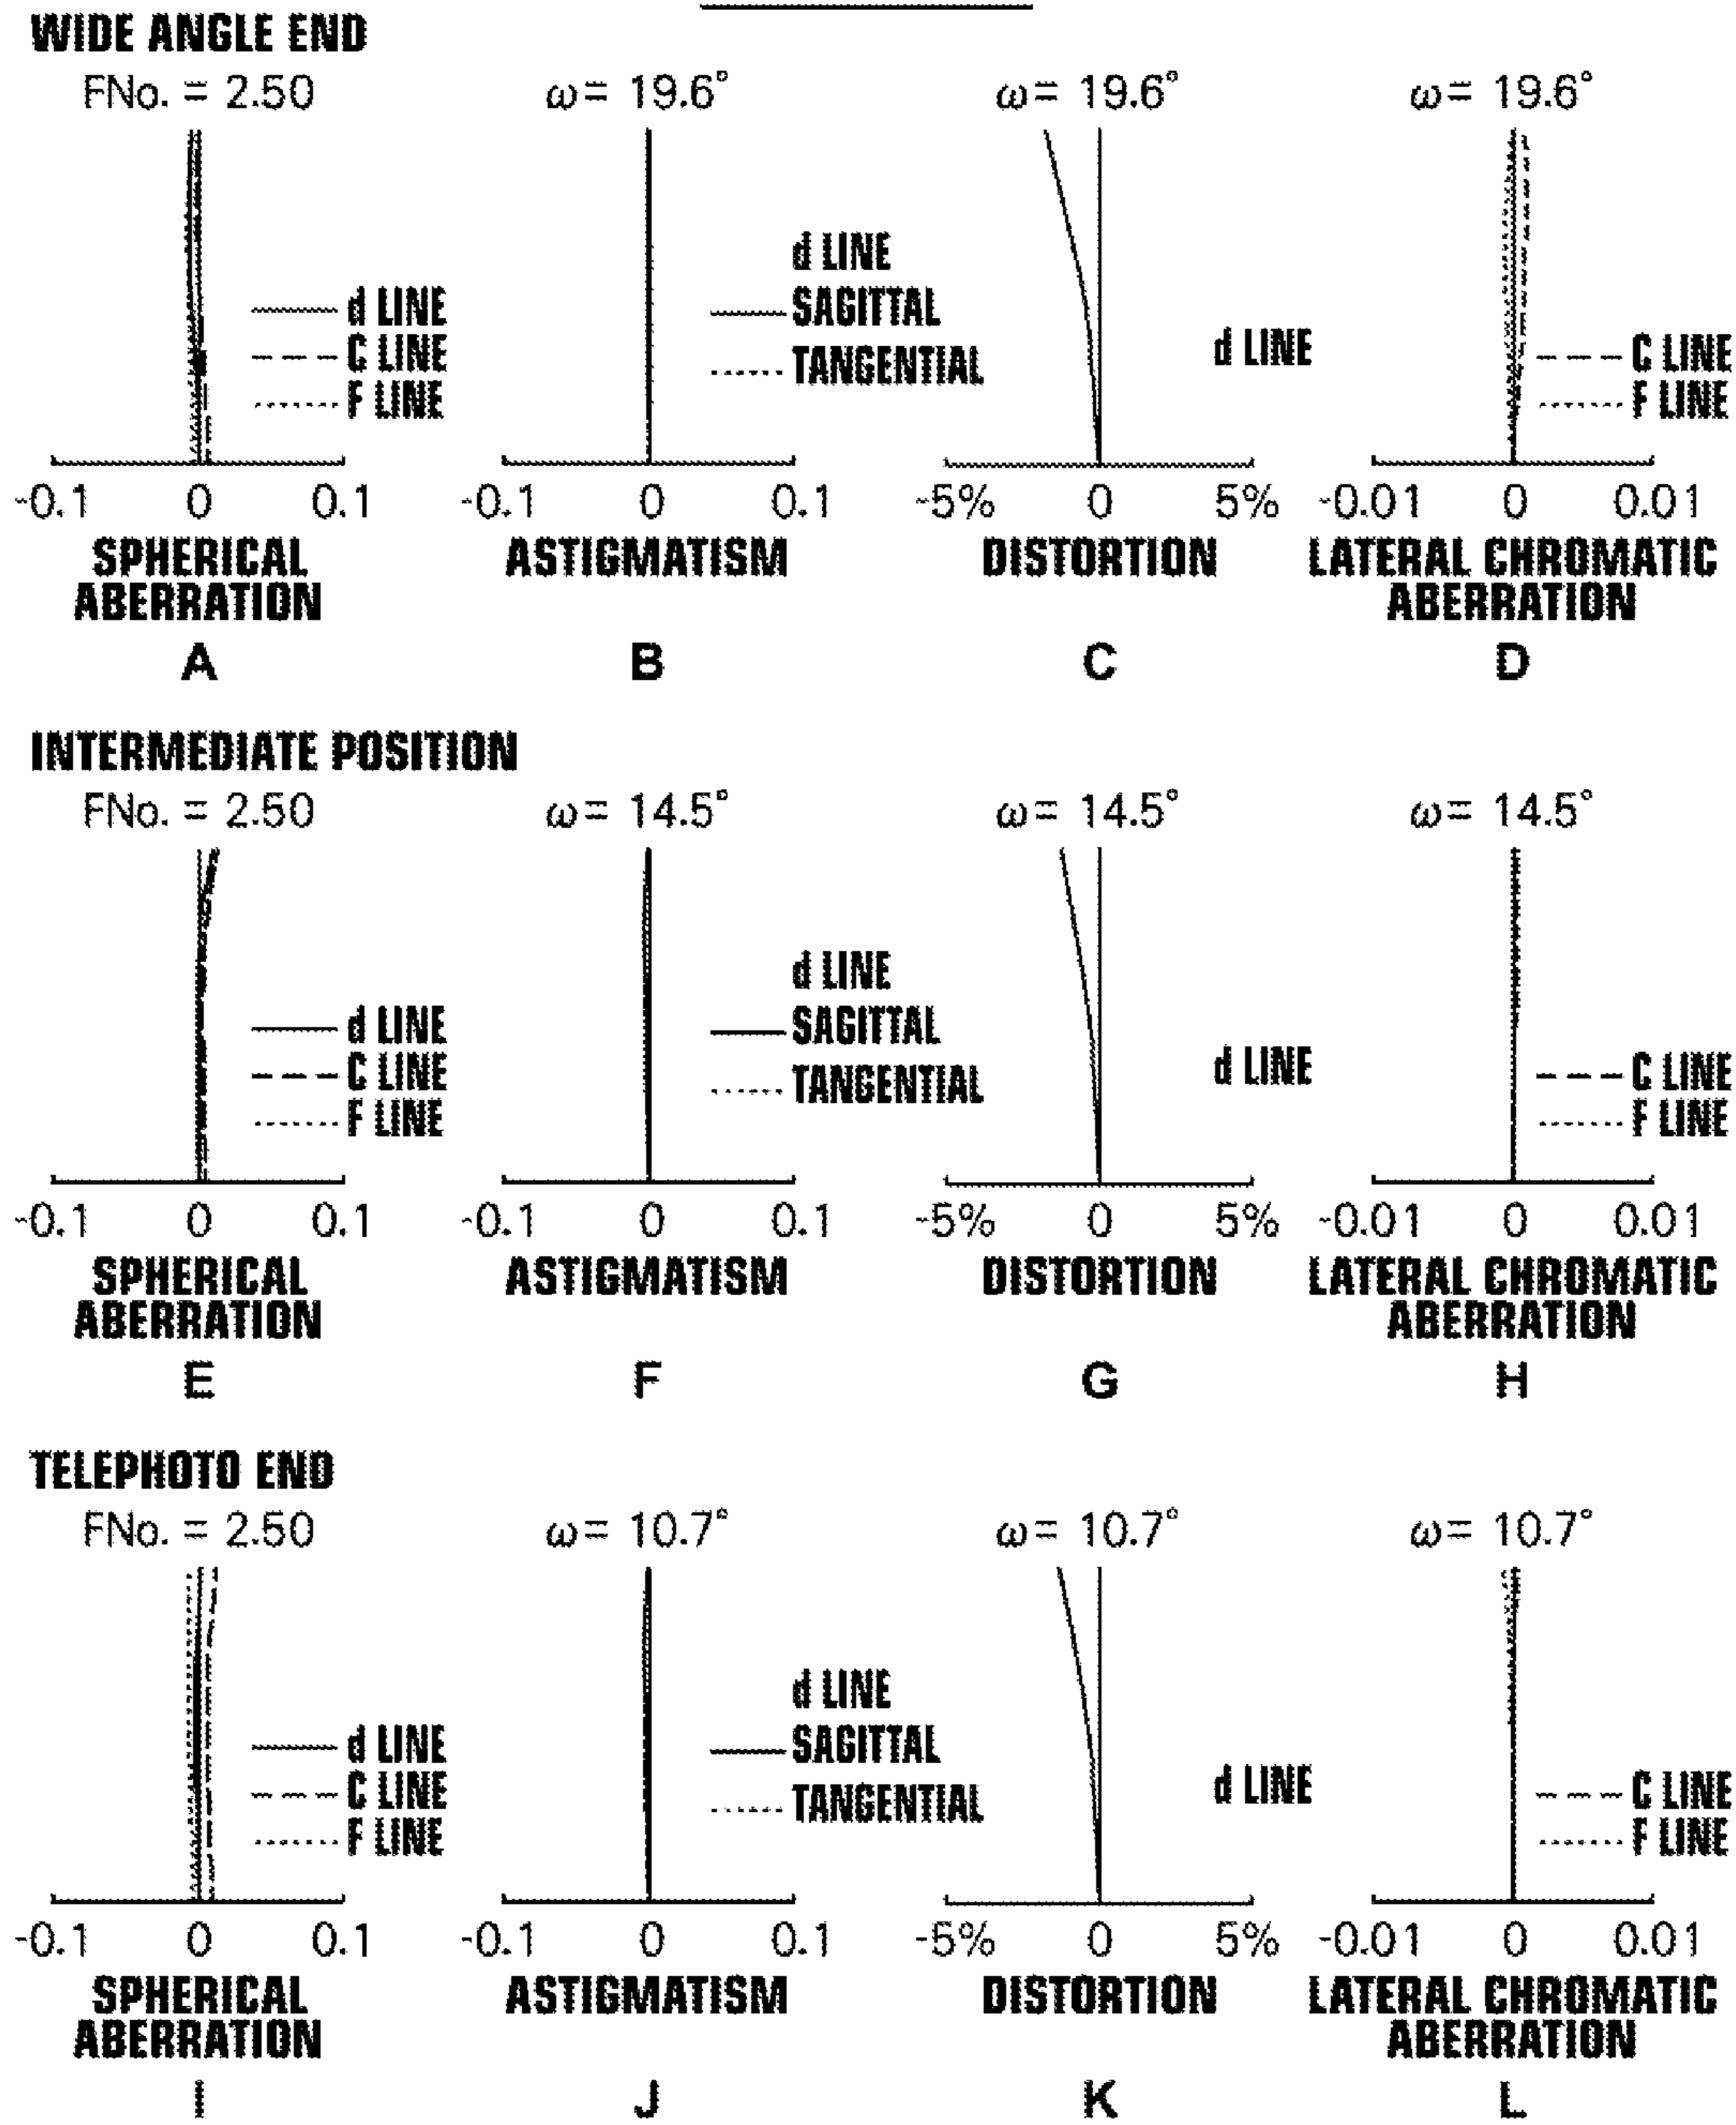 WIDE ANGLE END
FNo. = 2.50
ω= 19.6°
ω= 19.6°
ω= 19.6°
d LINE
C LINE
F LINE
d LINE
SAGITTAL
TANGENTIAL
d LINE
C LINE
F LINE
-0.1 0 0.1
-0.1 0 0.1
-5% 0 5%
-0.01 0 0.01
SPHERICAL
ABERRATION
ASTIGMATISM
DISTORTION
LATERAL CHROMATIC
ABERRATION
A
B
C
D
INTERMEDIATE POSITION
FNo. = 2.50
ω= 14.5°
ω= 14.5°
ω= 14.5°
d LINE
C LINE
F LINE
d LINE
SAGITTAL
TANGENTIAL
d LINE
C LINE
F LINE
-0.1 0 0.1
-0.1 0 0.1
-5% 0 5%
-0.01 0 0.01
SPHERICAL
ABERRATION
ASTIGMATISM
DISTORTION
LATERAL CHROMATIC
ABERRATION
E
F
G
H
TELEPHOTO END
FNo. = 2.50
ω= 10.7°
ω= 10.7°
ω= 10.7°
d LINE
C LINE
F LINE
d LINE
SAGITTAL
TANGENTIAL
d LINE
C LINE
F LINE
-0.1 0 0.1
-0.1 0 0.1
-5% 0 5%
-0.01 0 0.01
SPHERICAL
ABERRATION
ASTIGMATISM
DISTORTION
LATERAL CHROMATIC
ABERRATION
I
J
K
L